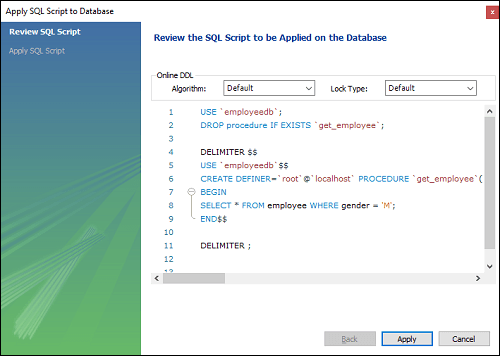 Apply SQL Script to Database
Review SQL Script
Apply SQL Script
Review the SQL Script to be Applied on the Database
Online DDL
Algorithm: Default Lock Type: Default
1 USE `employeedb`;
2 DROP procedure IF EXISTS `get_employee`;
3
4 DELIMITER $$
5 USE `employeedb`$$
6 CREATE DEFINER=`root`@`localhost` PROCEDURE `get_employee`(
7 BEGIN
8 SELECT * FROM employee WHERE gender = 'M';
9 END$$
10
11 DELIMITER ;
12
13
Back Apply Cancel